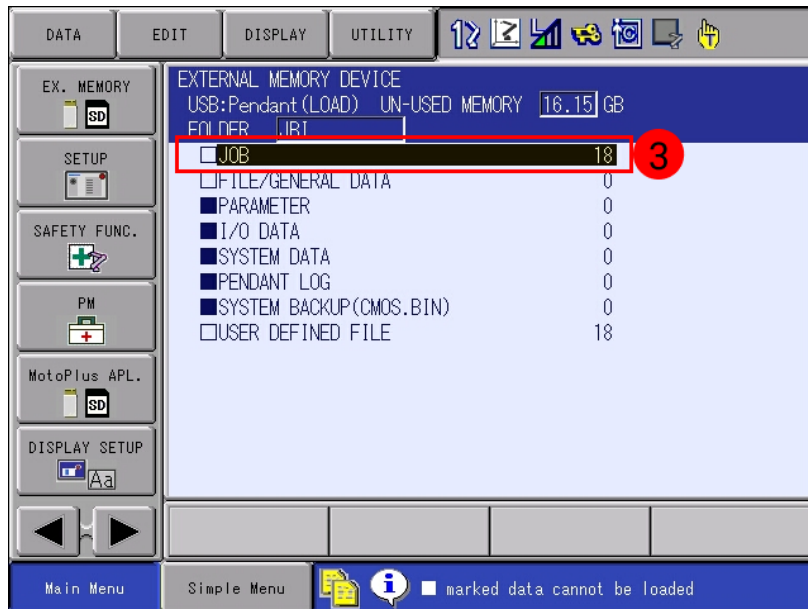 DATA EDIT DISPLAY UTILITY
EX. MEMORY
SD
SETUP
SAFETY FUNC.
PM
MotoPlus APL.
SD
DISPLAY SETUP
Aa
EXTERNAL MEMORY DEVICE
USB:Pendant(LOAD) UN-USED MEMORY 16.15 GB
FOLDER JBI
JOB 18
3
FILE/GENERAL DATA 0
PARAMETER 0
I/O DATA 0
SYSTEM DATA 0
PENDANT LOG 0
SYSTEM BACKUP(CMOS.BIN) 0
USER DEFINED FILE 18
Main Menu Simple Menu ■ marked data cannot be loaded